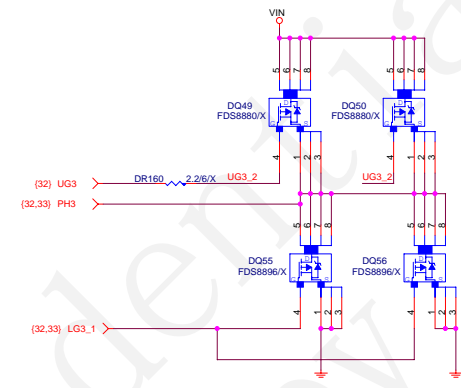 VIN
5 6 7 8
5 6 7 8
DQ49
FDS8880/X
D
G
S
DQ50
FDS8880/X
D
G
S
4
1 2 3
4
1 2 3
{32} UG3
DR160
2.2/6/X
UG3_2
UG3_2
{32,33} PH3
5 6 7 8
5 6 7 8
DQ55
FDS8896/X
D
G
S
DQ56
FDS8896/X
D
G
S
4
1 2 3
4
1 2 3
{32,33} LG3_1